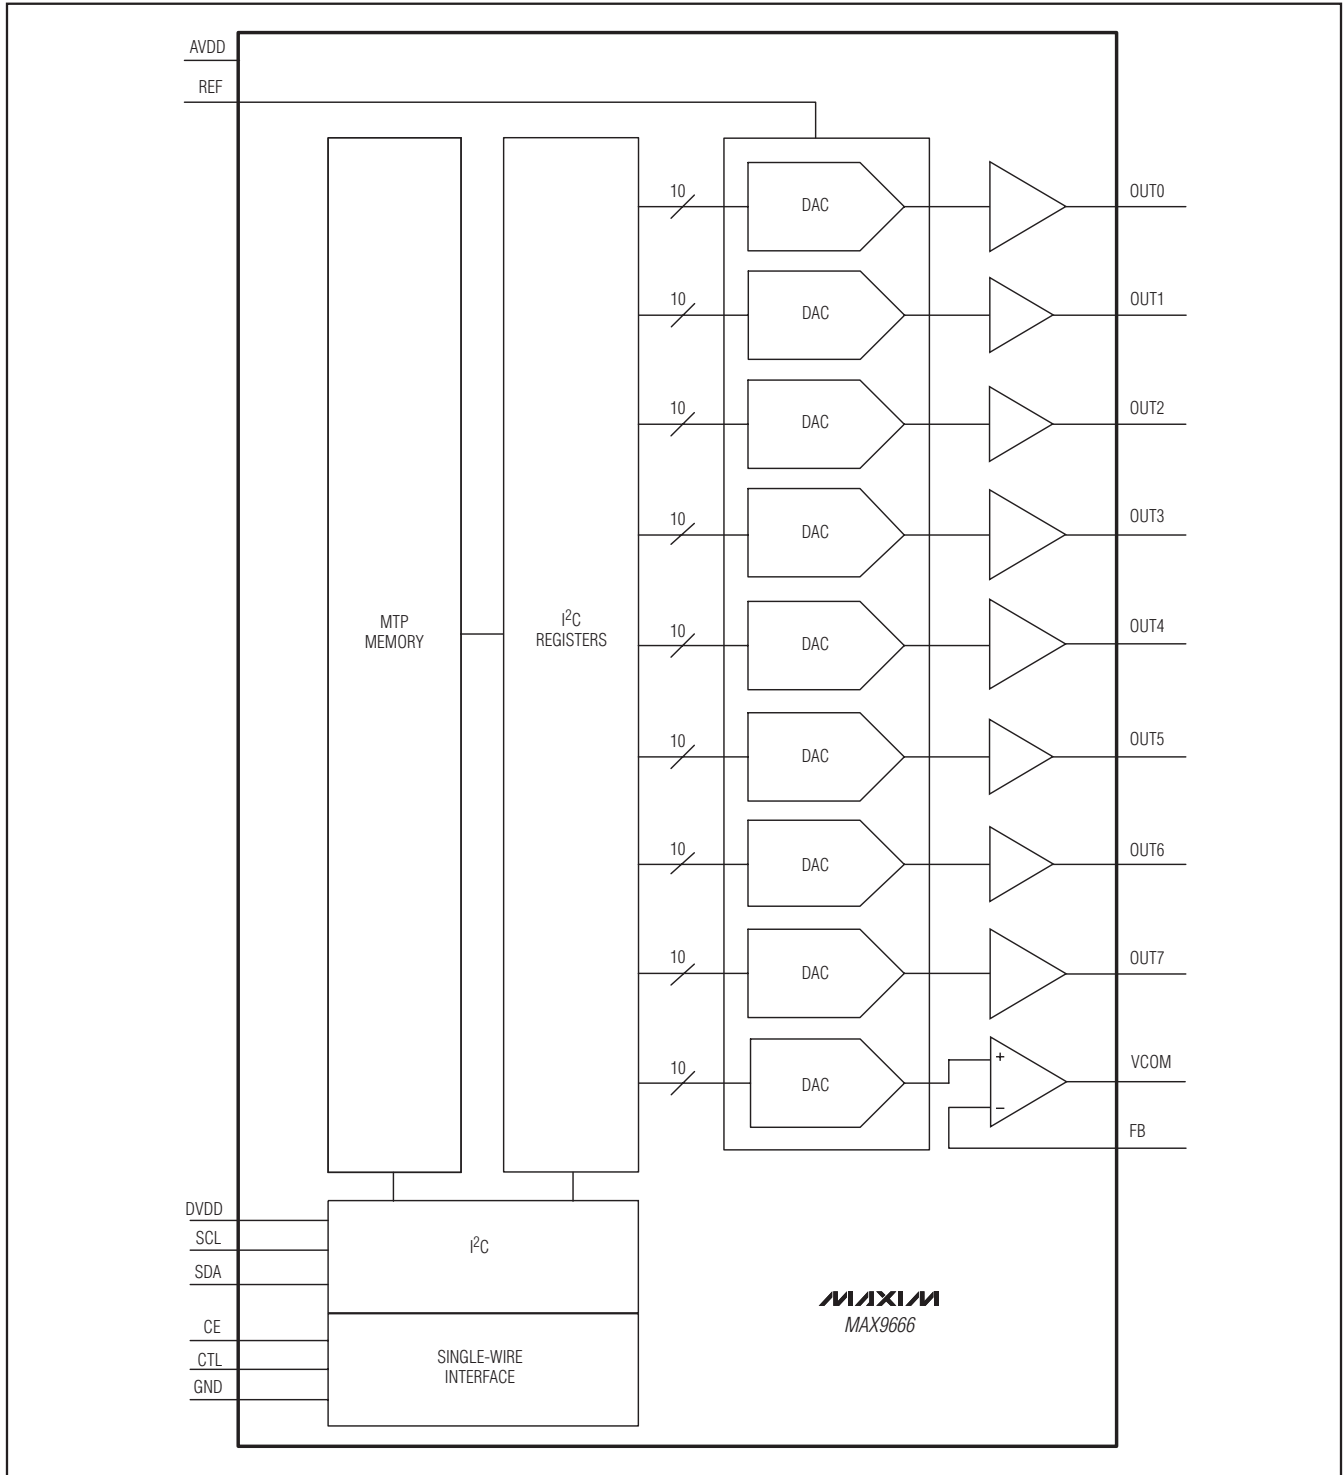 AVDD
REF
10
DAC
OUT0
10
DAC
OUT1
10
DAC
OUT2
10
DAC
OUT3
MTP
MEMORY
I2C
REGISTERS
10
DAC
OUT4
10
DAC
OUT5
10
DAC
OUT6
10
DAC
OUT7
10
DAC
+
−
VCOM
FB
DVDD
SCL
SDA
I2C
CE
CTL
GND
SINGLE-WIRE
INTERFACE
MAXIM
MAX9666